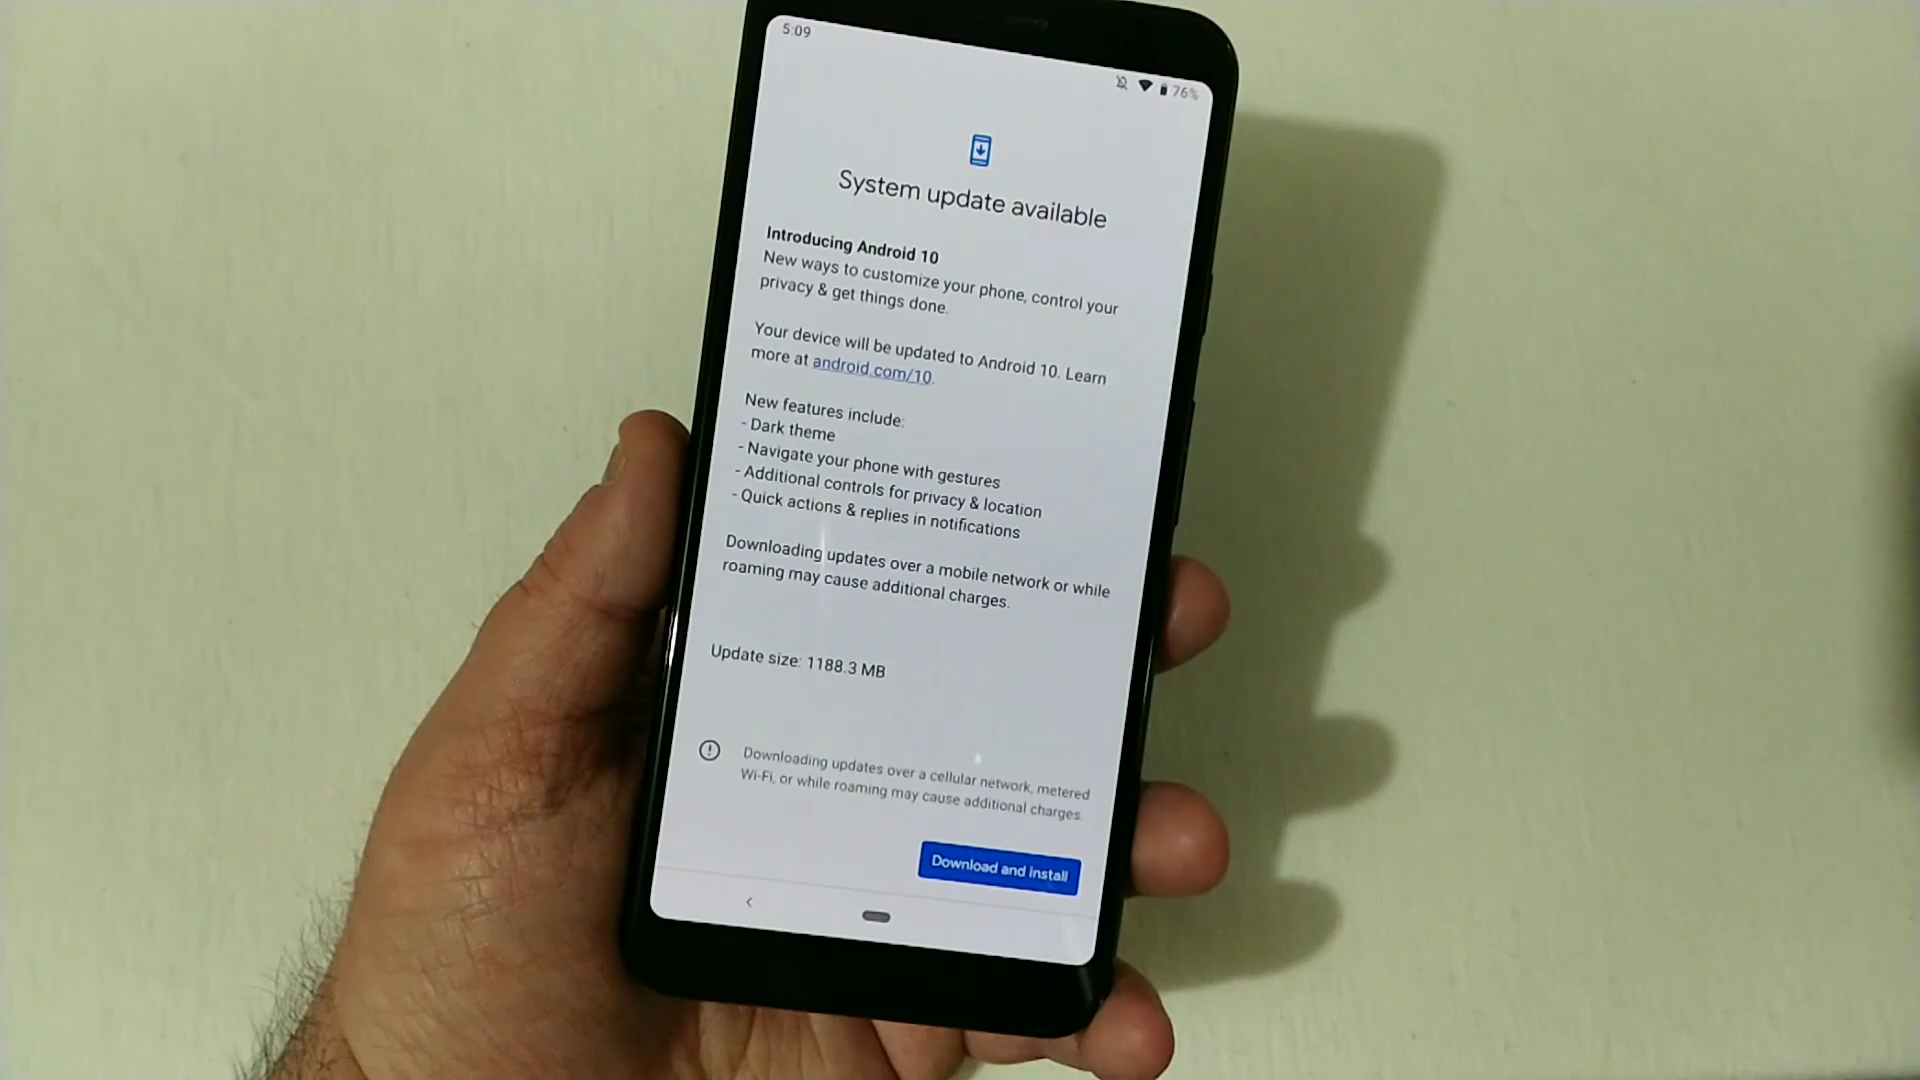 5:09
76%
System update available
Introducing Android 10
New ways to customize your phone, control your
privacy & get things done.
Your device will be updated to Android 10. Learn
more at android.com/10.
New features include:
- Dark theme
- Navigate your phone with gestures
- Additional controls for privacy & location
- Quick actions & replies in notifications
Downloading updates over a mobile network or while
roaming may cause additional charges.
Update size: 1188.3 MB
Downloading updates over a cellular network, metered
Wi-Fi, or while roaming may cause additional charges.
Download and install